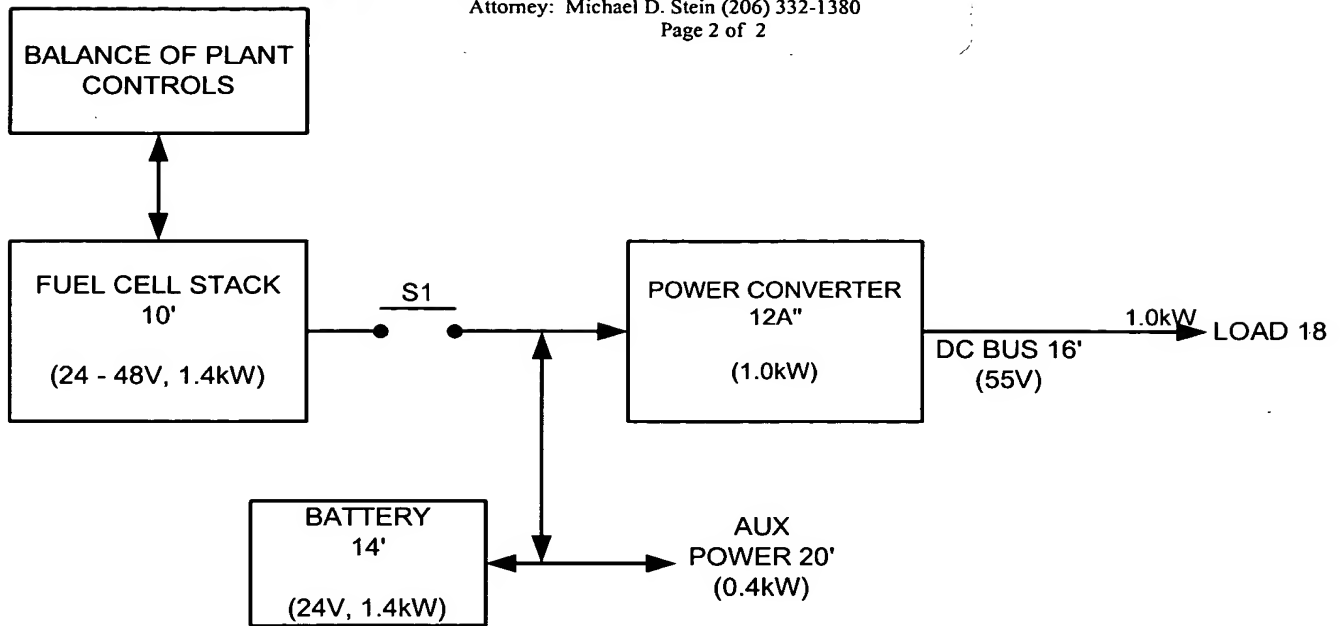 Attorney: Michael D. Stein (206) 332-1380
Page 2 of 2
BALANCE OF PLANT
CONTROLS
FUEL CELL STACK
10'
(24 - 48V, 1.4kW)
S1
POWER CONVERTER
12A"
(1.0kW)
1.0kW
LOAD 18
DC BUS 16'
(55V)
BATTERY
14'
(24V, 1.4kW)
AUX
POWER 20'
(0.4kW)